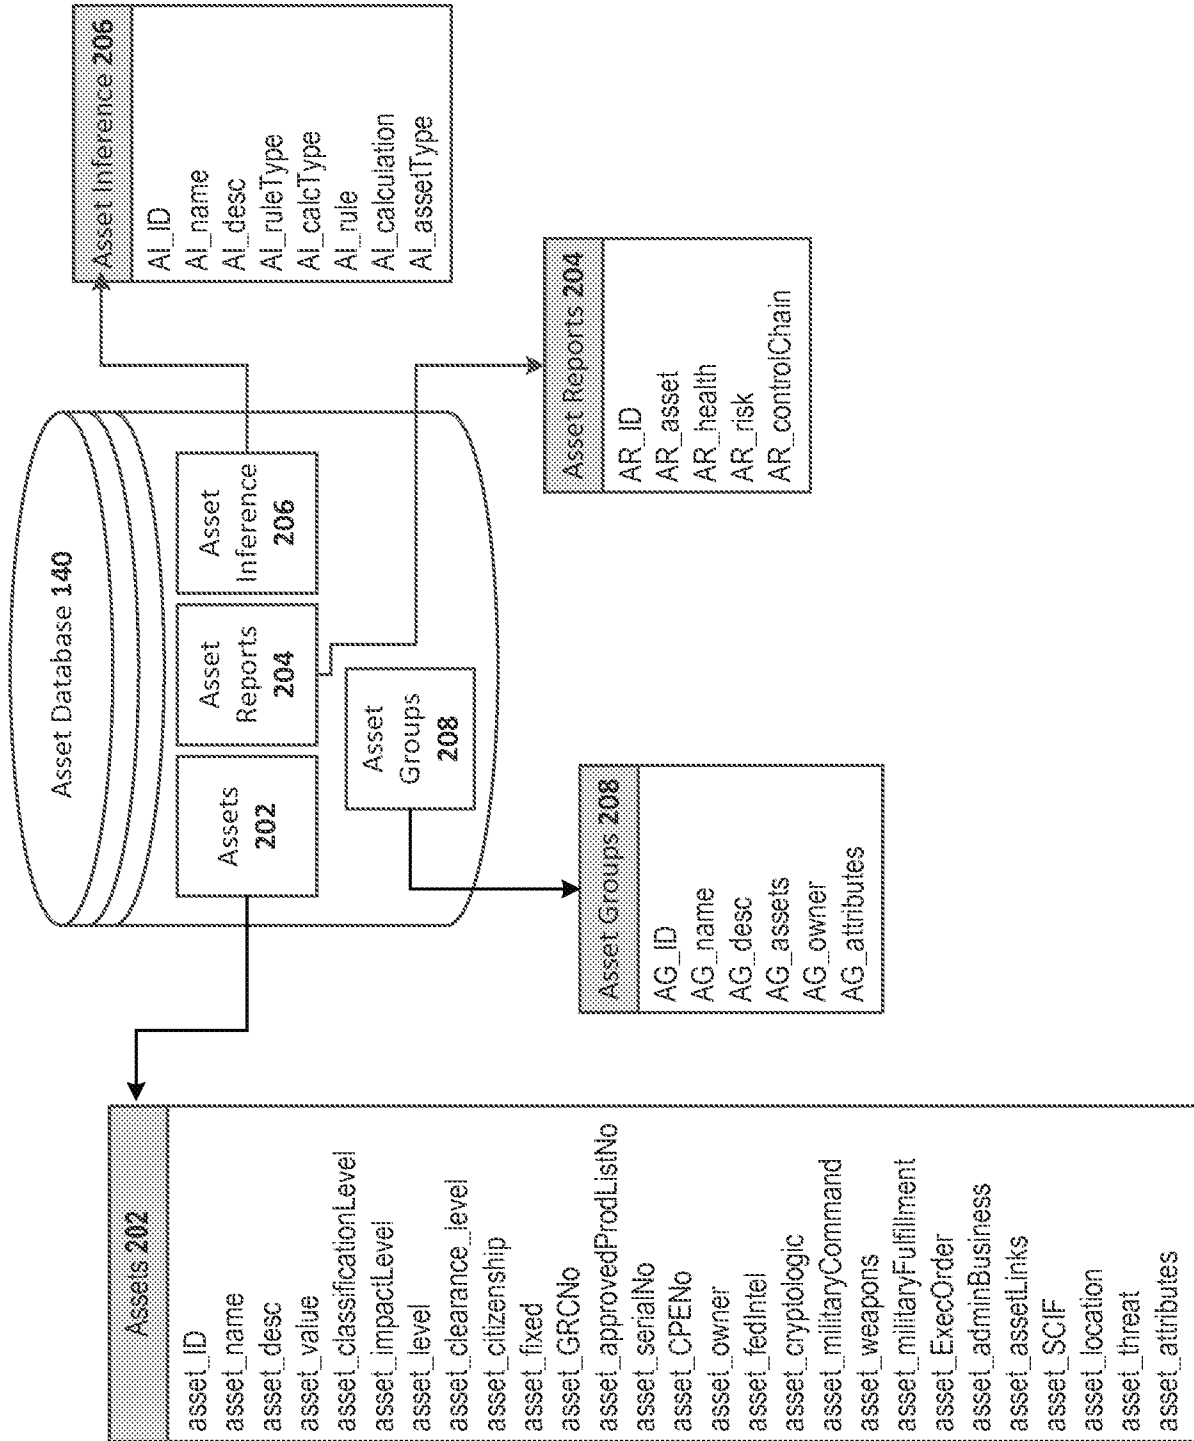 Asset Database 140
Assets
202
Asset
Reports
204
Asset
Inference
206
Asset
Groups
208
Assets 202
asset_ID
asset_name
asset_desc
asset_value
asset_classificationLevel
asset_impactLevel
asset_level
asset_clearance_level
asset_citizenship
asset_fixed
asset_GRCNo
asset_approvedProdListNo
asset_serialNo
asset_CPENo
asset_owner
asset_fedIntel
asset_cryptologic
asset_militaryCommand
asset_weapons
asset_militaryFulfillment
asset_ExecOrder
asset_adminBusiness
asset_assetLinks
asset_SCIF
asset_location
asset_threat
asset_attributes
Asset Groups 208
AG_ID
AG_name
AG_desc
AG_assets
AG_owner
AG_attributes
Asset Reports 204
AR_ID
AR_asset
AR_health
AR_risk
AR_controlChain
Asset Inference 206
AI_ID
AI_name
AI_desc
AI_ruleType
AI_calcType
AI_rule
AI_calculation
AI_assetType